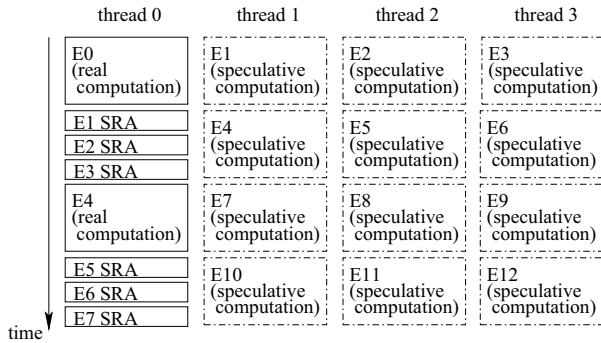 thread 0 thread 1 thread 2 thread 3
E0 E1 E2 E3
(real (speculative (speculative (speculative
computation) computation) computation) computation)
E1 SRA E4 E5 E6
E2 SRA (speculative (speculative (speculative
E3 SRA computation) computation) computation)
E4 E7 E8 E9
(real (speculative (speculative (speculative
computation) computation) computation) computation)
E5 SRA E10 E11 E12
E6 SRA (speculative (speculative (speculative
E7 SRA computation) computation) computation)
time